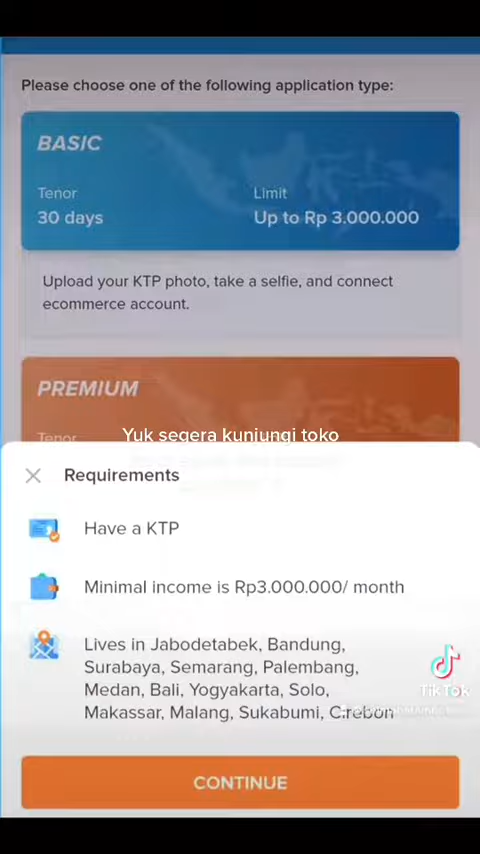 Please choose one of the following application type:
BASIC
Tenor
Limit
30 days
Up to Rp 3.000.000
Upload your KTP photo, take a selfie, and connect
ecommerce account.
PREMIUM
Tenor
Yuk segera kunjungi toko
Requirements
Have a KTP
Minimal income is Rp3.000.000/ month
Lives in Jabodetabek, Bandung,
Surabaya, Semarang, Palembang,
Medan, Bali, Yogyakarta, Solo,
Makassar, Malang, Sukabumi, Cirebon
TikTok
CONTINUE